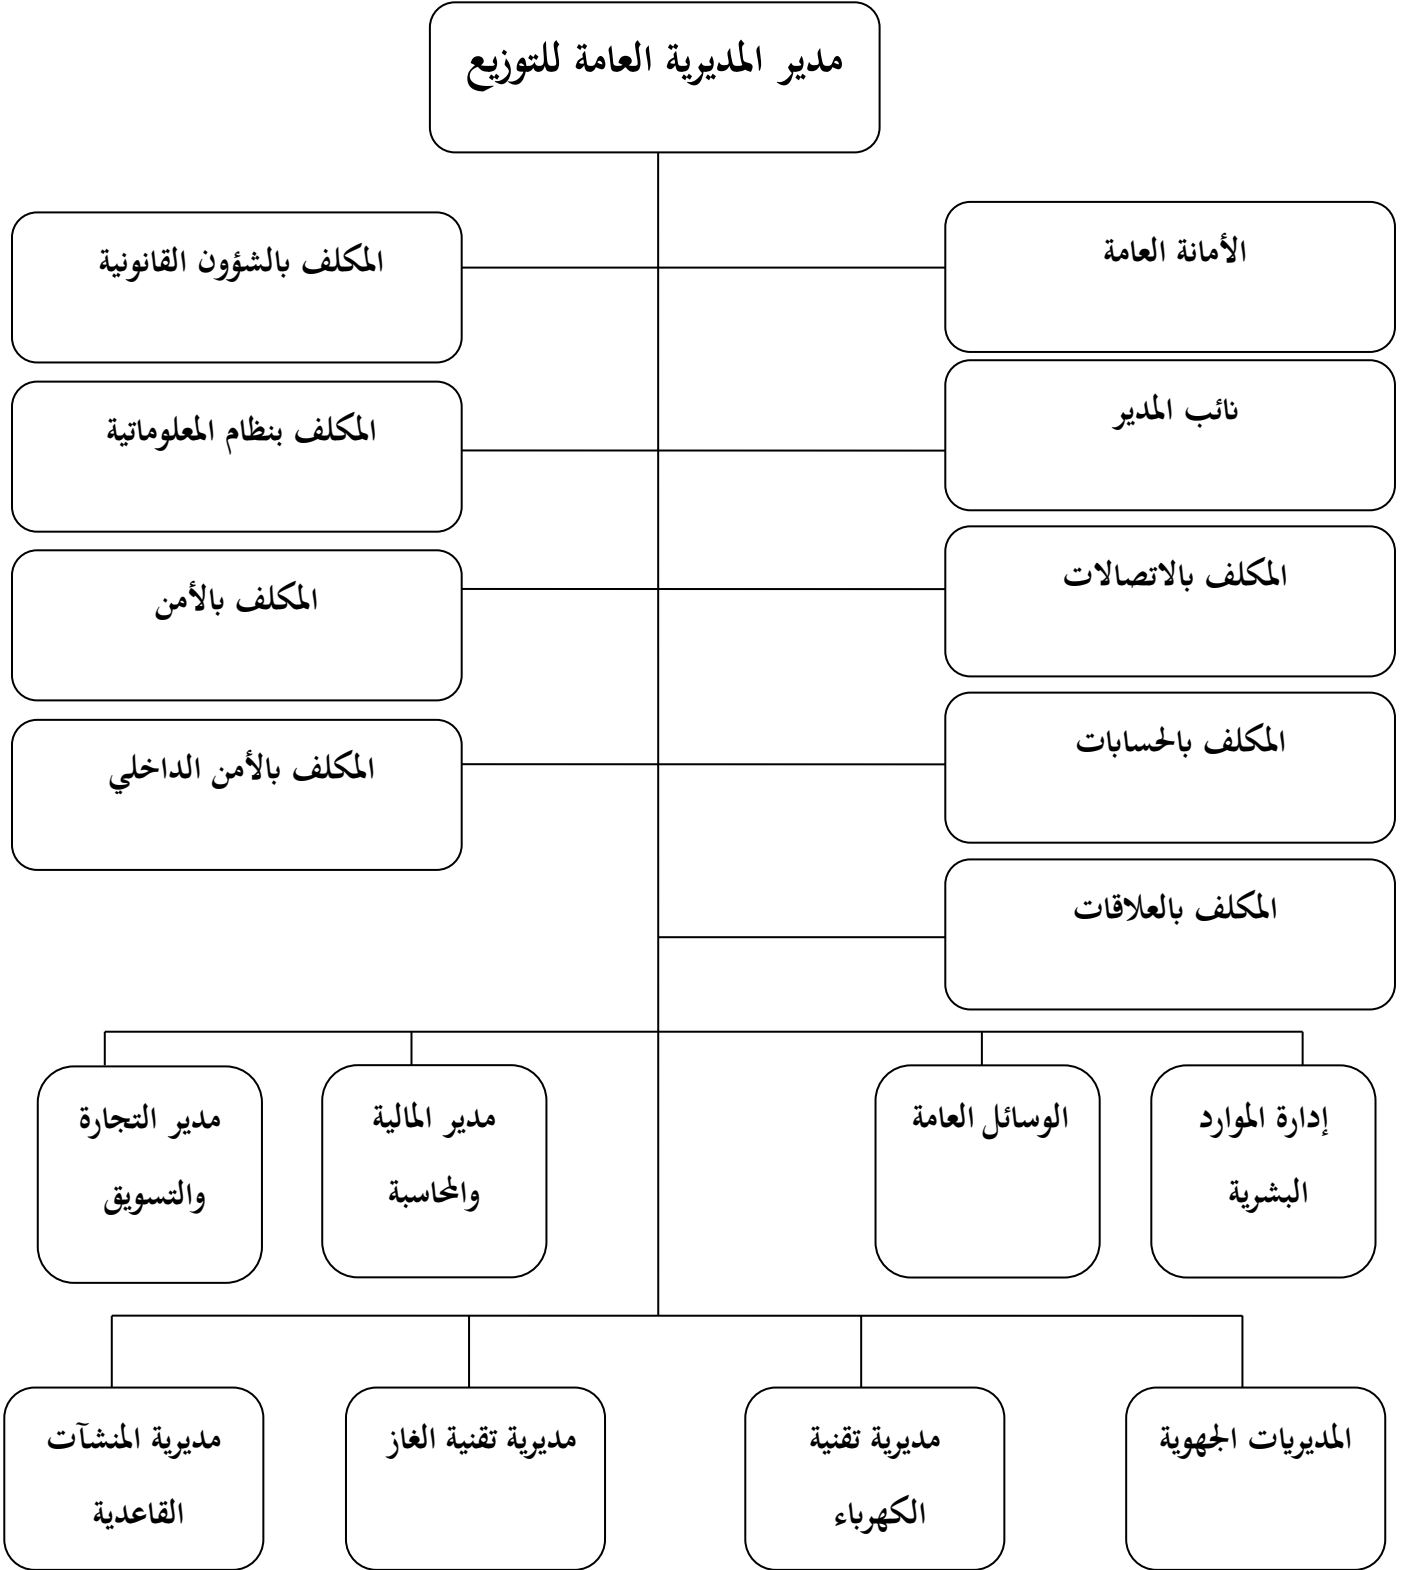 مدير المديرية العامة للتوزيع
الأمانة العامة
المكلف بالشؤون القانونية
نائب المدير
المكلف بنظام المعلوماتية
المكلف بالاتصالات
المكلف بالأمن
المكلف بالحسابات
المكلف بالأمن الداخلي
المكلف بالعلاقات
إدارة الموارد
البشرية
الوسائل العامة
مدير المالية
والمحاسبة
مدير التجارة
والتسويق
المديريات الجهوية
مديرية تقنية
الكهرباء
مديرية تقنية الغاز
مديرية المنشآت
القاعدية